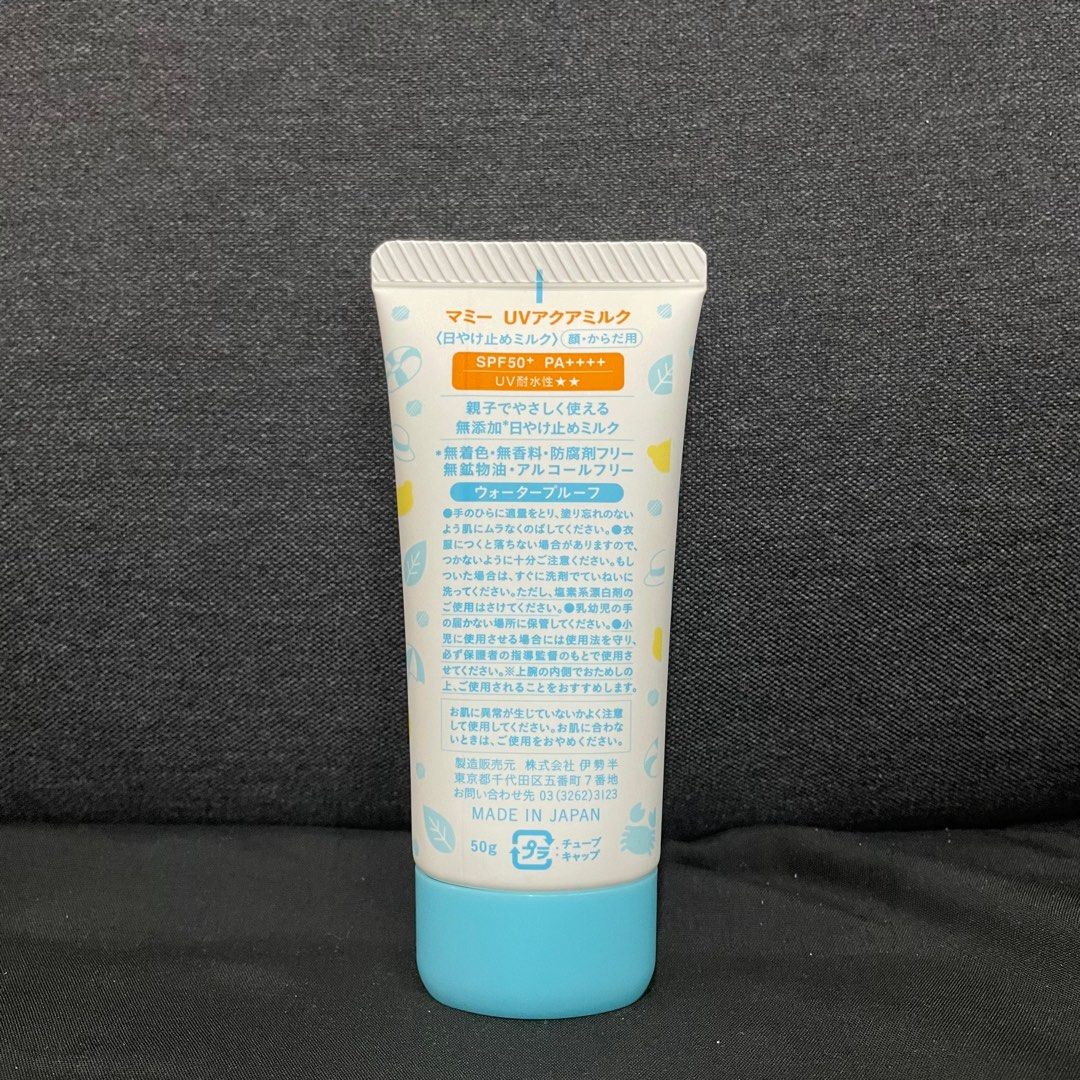 マミー UVアクアミルク
〈日やけ止めミルク〉 顔・からだ用
SPF50+ PA++++
UV耐水性★★
親子でやさしく使える
無添加*日やけ止めミルク
*無着色・無香料・防腐剤フリー
無鉱物油・アルコールフリー
ウォータープルーフ
●手のひらに適量をとり、塗り忘れのない
よう肌にムラなくのばしてください。●衣
服につくと落ちない場合がありますので、
つかないように十分ご注意ください。もし
ついた場合は、すぐに洗剤でていねいに
洗ってください。ただし、塩素系漂白剤の
ご使用はさけてください。●乳幼児の手
の届かない場所に保管してください。●小
児に使用させる場合には使用法を守り、
必ず保護者の指導監督のもとで使用さ
せてください。※上腕の内側でおためしの
上、ご使用されることをおすすめします。
お肌に異常が生じていないかよく注意
して使用してください。お肌に合わな
いときは、ご使用をおやめください。
製造販売元 株式会社 伊勢半
東京都千代田区五番町7番地
お問い合わせ先 03(3262)3123
MADE IN JAPAN
50g プラ :チューブ
:キャップ